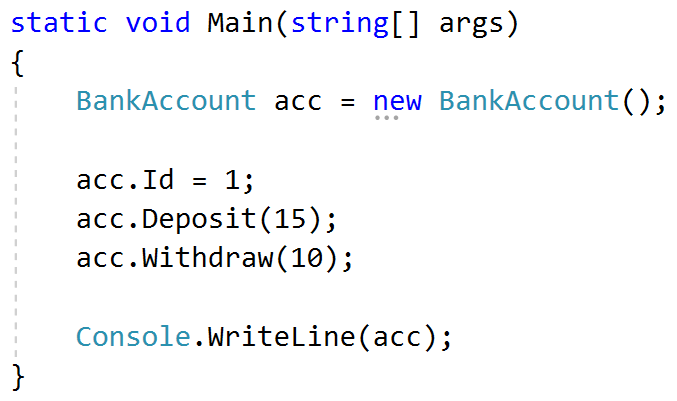 static void Main(string[] args)
{
    BankAccount acc = new BankAccount();

    acc.Id = 1;
    acc.Deposit(15);
    acc.Withdraw(10);

    Console.WriteLine(acc);
}